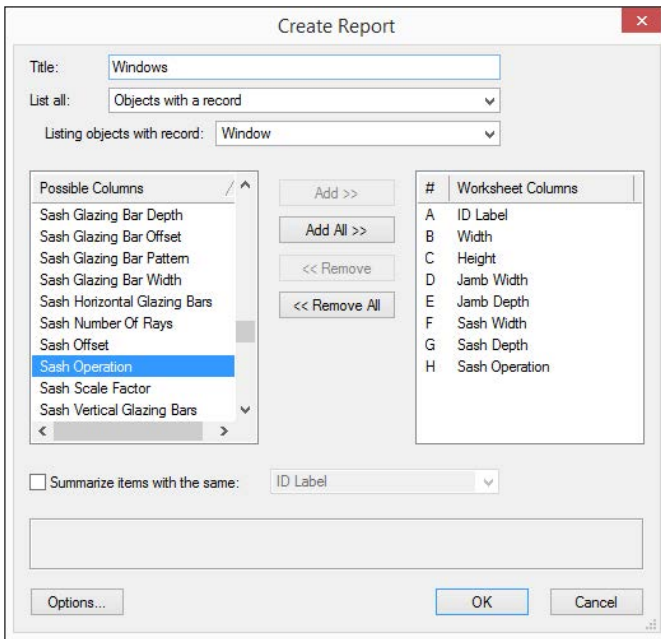 Create Report
Title: Windows
List all: Objects with a record
Listing objects with record: Window
Possible Columns
Sash Glazing Bar Depth
Sash Glazing Bar Offset
Sash Glazing Bar Pattern
Sash Glazing Bar Width
Sash Horizontal Glazing Bars
Sash Number Of Rays
Sash Offset
Sash Operation
Sash Scale Factor
Sash Vertical Glazing Bars
Add >>
Add All >>
<< Remove
<< Remove All
# Worksheet Columns
A ID Label
B Width
C Height
D Jamb Width
E Jamb Depth
F Sash Width
G Sash Depth
H Sash Operation
Summarize items with the same: ID Label
Options...
OK
Cancel